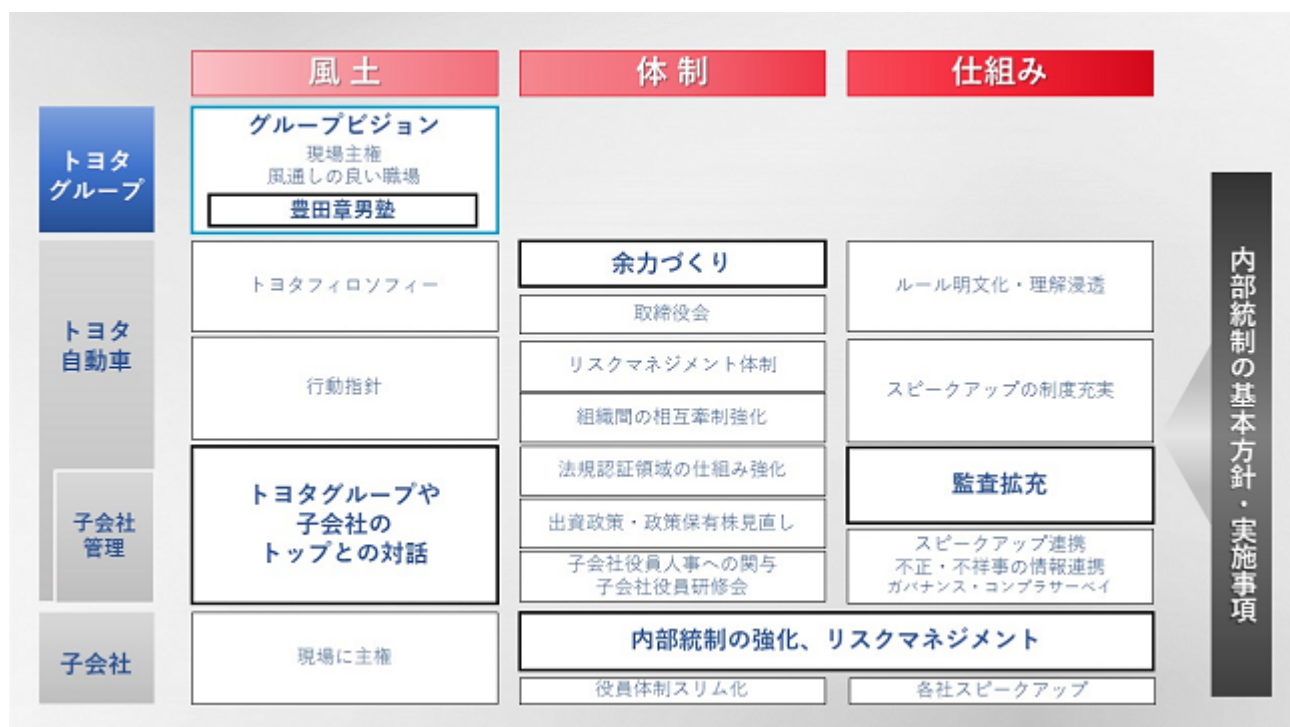 風土
体制
仕組み
トヨタ
グループ
グループビジョン
現場主権
風通しの良い職場
豊田章男塾
トヨタ
自動車
トヨタフィロソフィー
余力づくり
取締役会
ルール明文化・理解浸透
行動指針
リスクマネジメント体制
組織間の相互牽制強化
スピークアップの制度充実
子会社
管理
トヨタグループや
子会社の
トップとの対話
法規認証領域の仕組み強化
出資政策・政策保有株見直し
子会社役員人事への関与
子会社役員研修会
監査拡充
スピークアップ連携
不正・不祥事の情報連携
ガバナンス・コンプラサーベイ
子会社
現場に主権
内部統制の強化、リスクマネジメント
役員体制スリム化
各社スピークアップ
内部統制の基本方針・実施事項